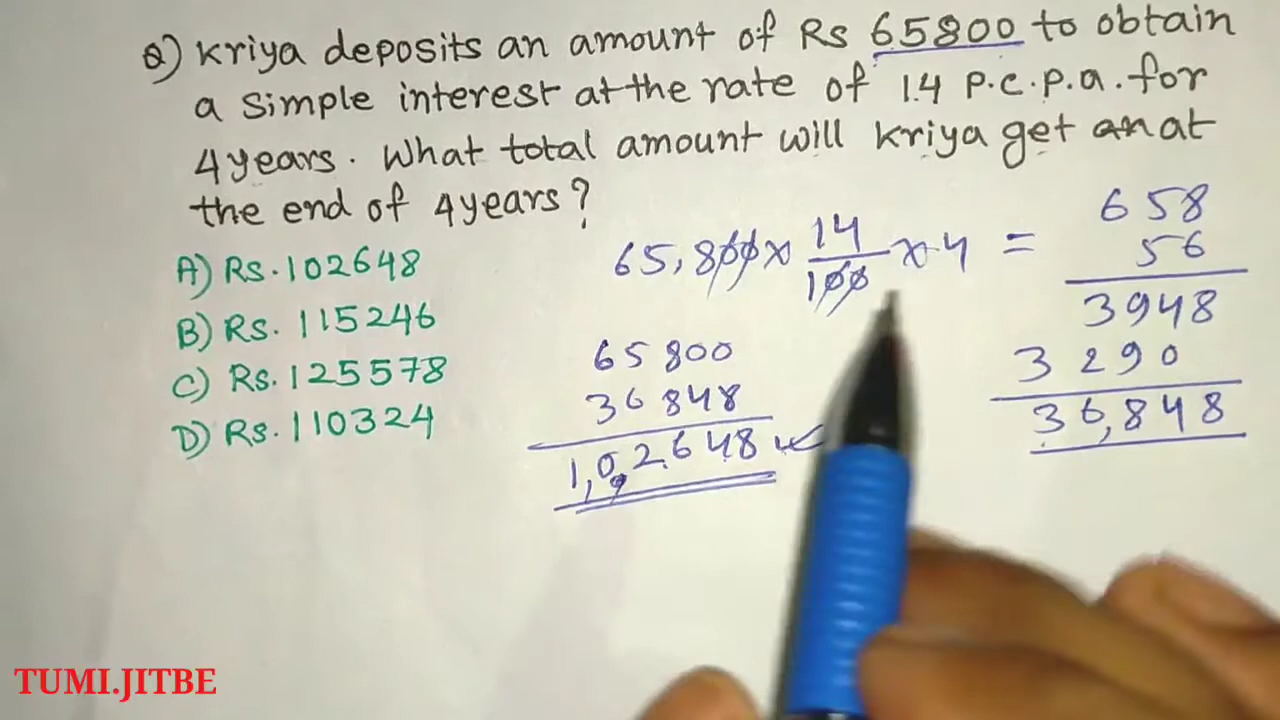 Q) Kriya deposits an amount of Rs 65800 to obtain
a simple interest at the rate of 14 p.c.p.a. for
4 years. What total amount will Kriya get an at
the end of 4 years?
A) Rs. 102648
B) Rs. 115246
C) Rs. 125578
D) Rs. 110324
65,800 × 14/100 × 4 =
658
56
3948
3290
36,848
65800
36848
1,02,648
TUMI.JITBE